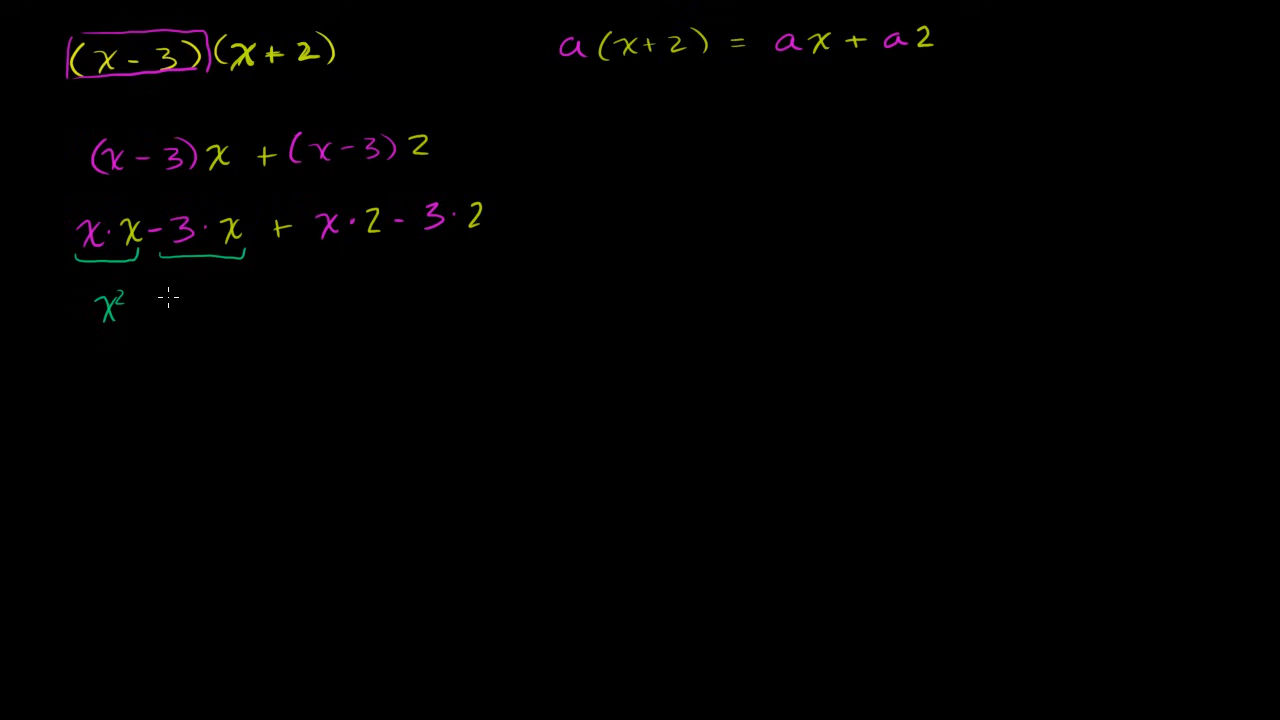 (x - 3)(x + 2)
a(x + 2) = ax + a2
(x - 3)x + (x - 3)2
x · x - 3 · x + x · 2 - 3 · 2
x²